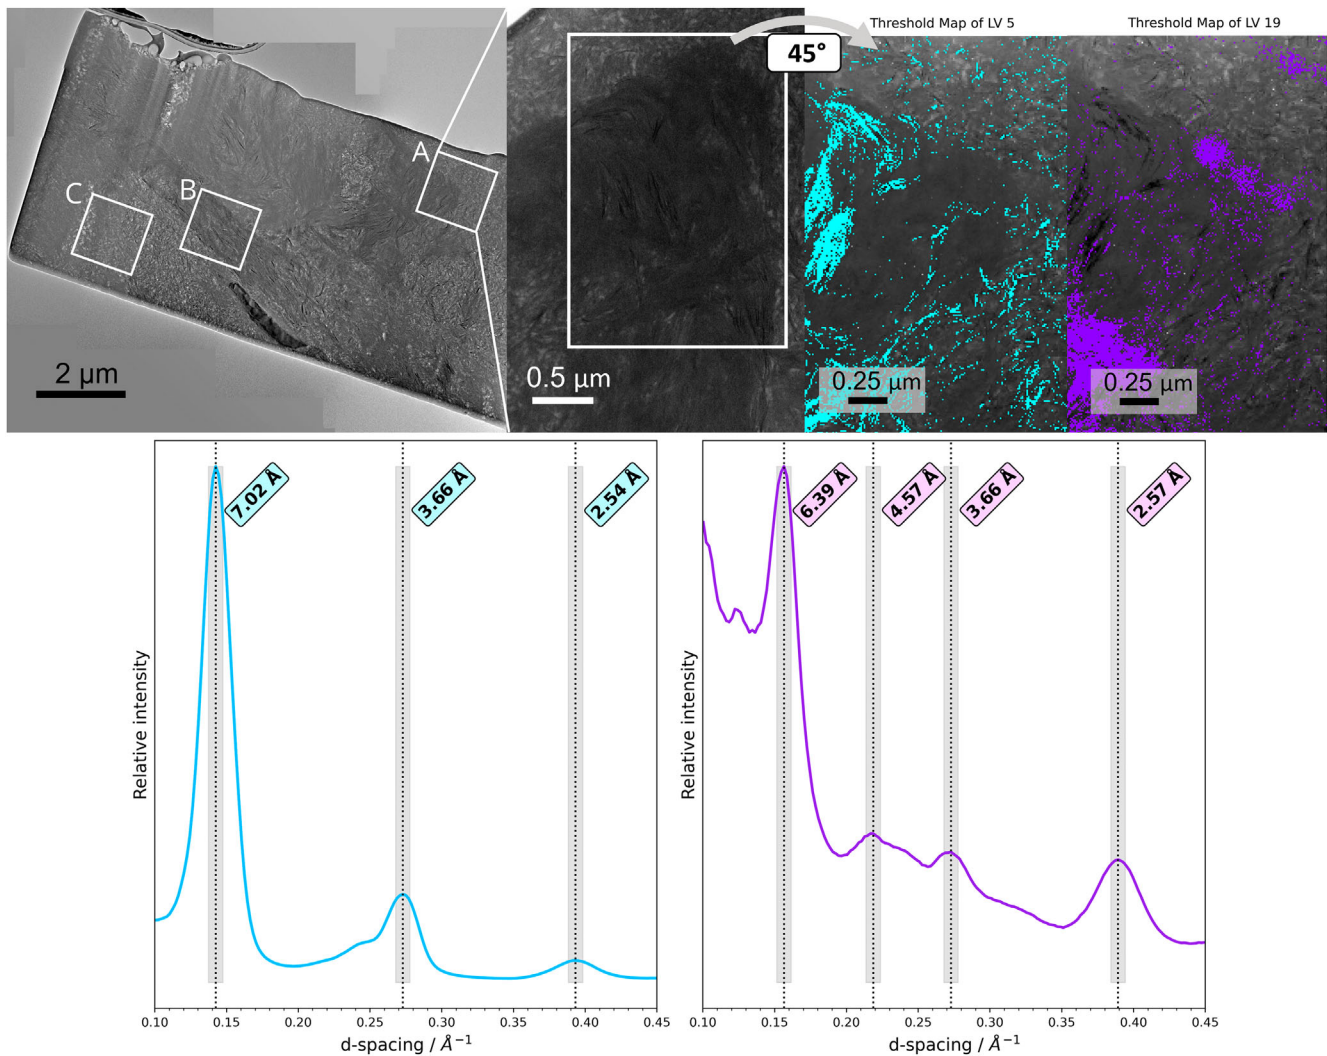 A
B
C
2 µm
0.5 µm
45°
Threshold Map of LV 5
0.25 µm
Threshold Map of LV 19
0.25 µm
Relative intensity
7.02 Å
3.66 Å
2.54 Å
0.10 0.15 0.20 0.25 0.30 0.35 0.40 0.45
d-spacing / Å⁻¹
Relative intensity
6.39 Å
4.57 Å
3.66 Å
2.57 Å
0.10 0.15 0.20 0.25 0.30 0.35 0.40 0.45
d-spacing / Å⁻¹